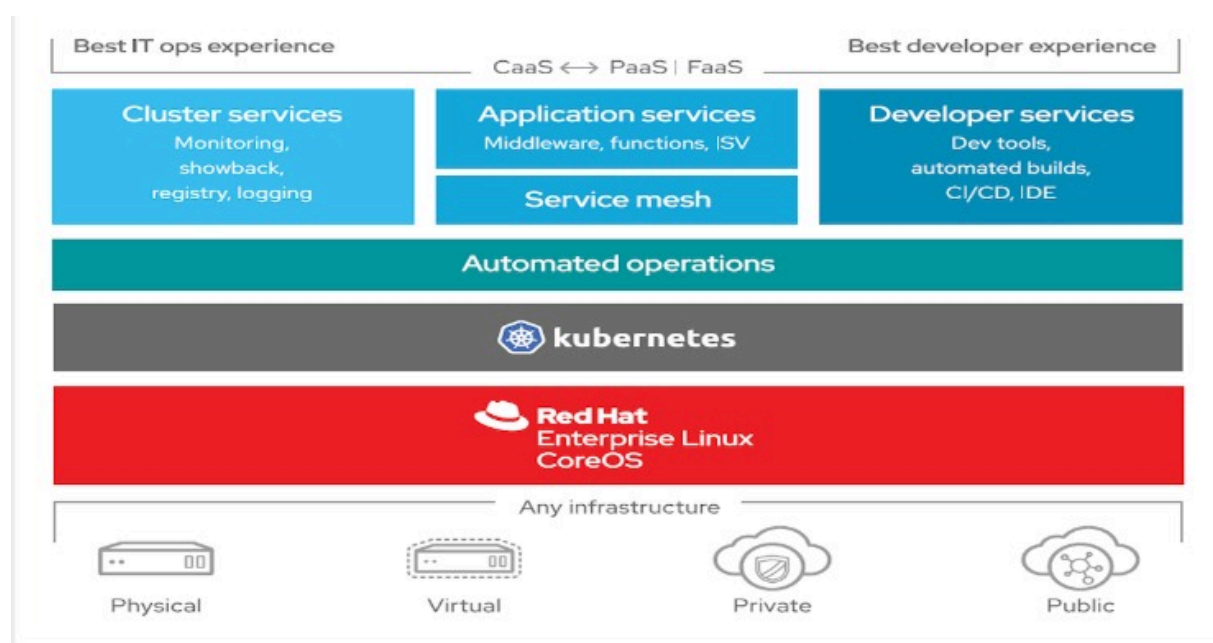 Best IT ops experience
Best developer experience
CaaS ⟷ PaaS | FaaS
Cluster services
Monitoring,
showback,
registry, logging
Application services
Middleware, functions, ISV
Service mesh
Developer services
Dev tools,
automated builds,
CI/CD, IDE
Automated operations
kubernetes
Red Hat
Enterprise Linux
CoreOS
Any infrastructure
Physical
Virtual
Private
Public